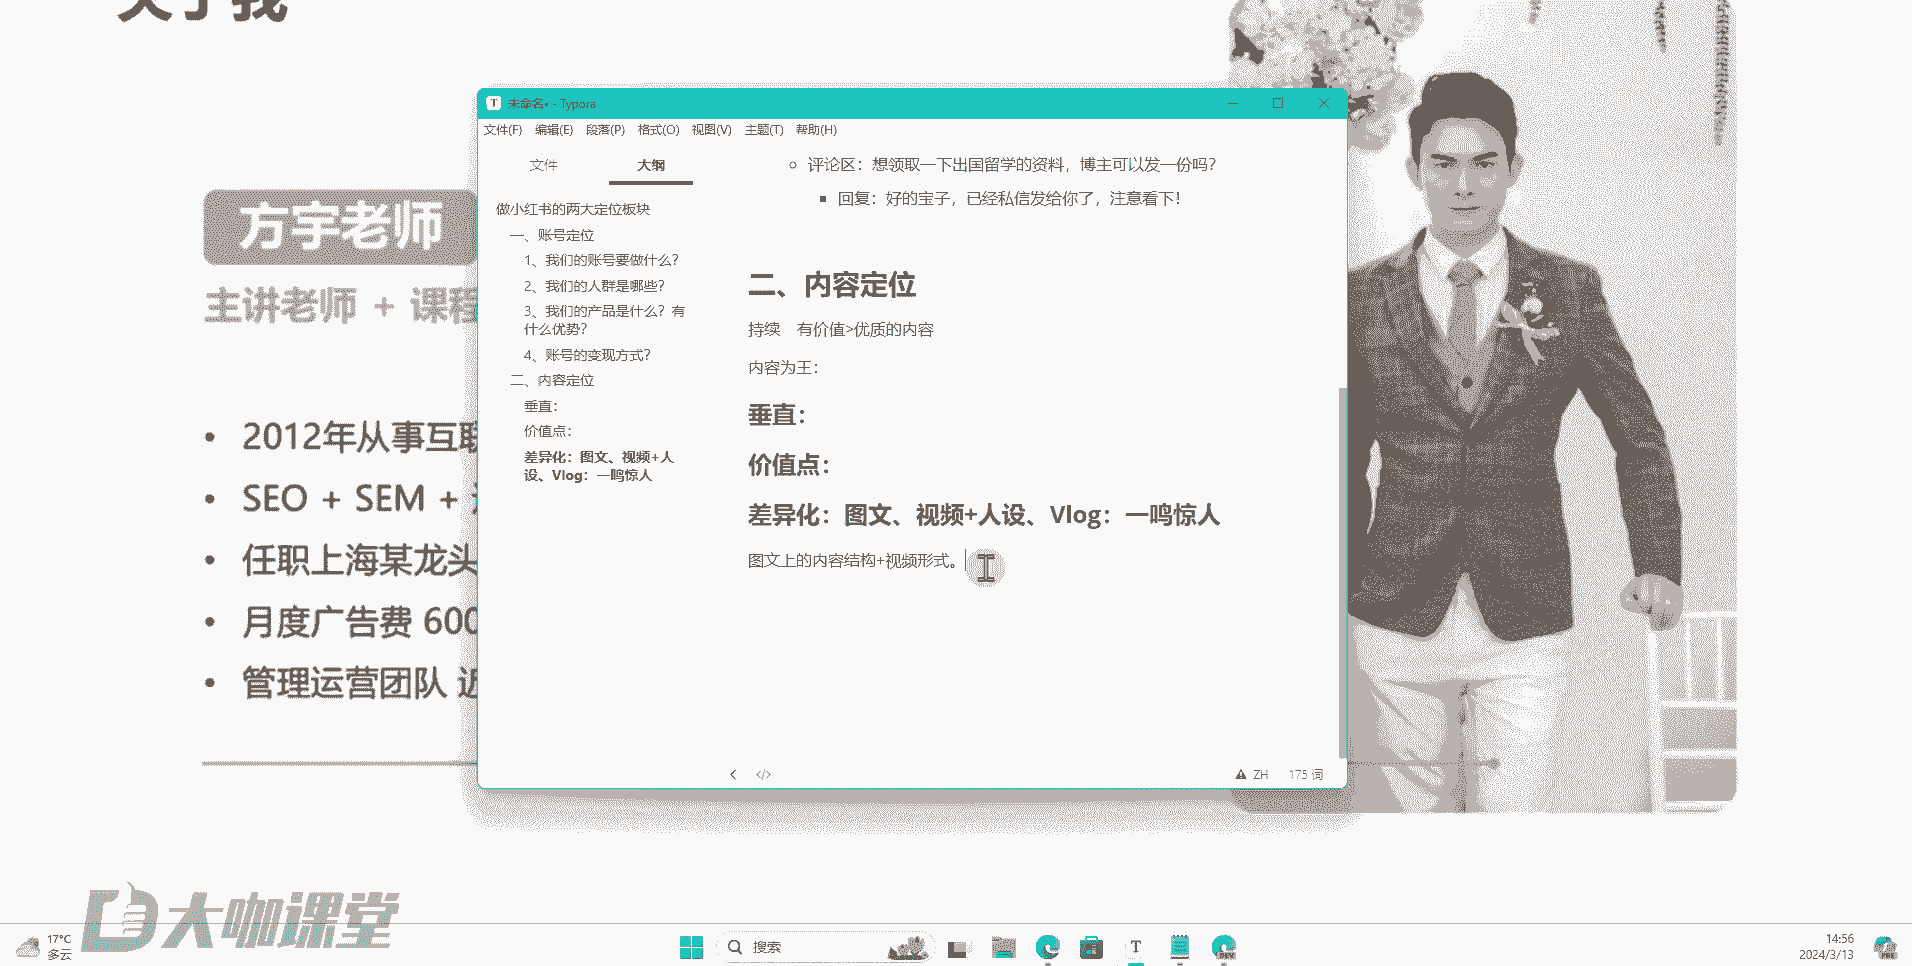 关于我
方宇老师
主讲老师 + 课程
2012年从事互联
SEO + SEM +
任职上海某龙头
月度广告费 600
管理运营团队 近
未命名• - Typora
文件(F) 编辑(E) 段落(P) 格式(O) 视图(V) 主题(T) 帮助(H)
文件 大纲
做小红书的两大定位板块
一、账号定位
1、我们的账号要做什么？
2、我们的人群是哪些？
3、我们的产品是什么？有
什么优势？
4、账号的变现方式？
二、内容定位
垂直：
价值点：
差异化：图文、视频+人
设、Vlog：一鸣惊人
评论区：想领取一下出国留学的资料，博主可以发一份吗？
回复：好的宝子，已经私信发给你了，注意看下！
二、内容定位
持续 有价值>优质的内容
内容为王：
垂直：
价值点：
差异化：图文、视频+人设、Vlog：一鸣惊人
图文上的内容结构+视频形式。
ZH 175 词
大咖课堂
17°C
多云
搜索
14:56
2024/3/13